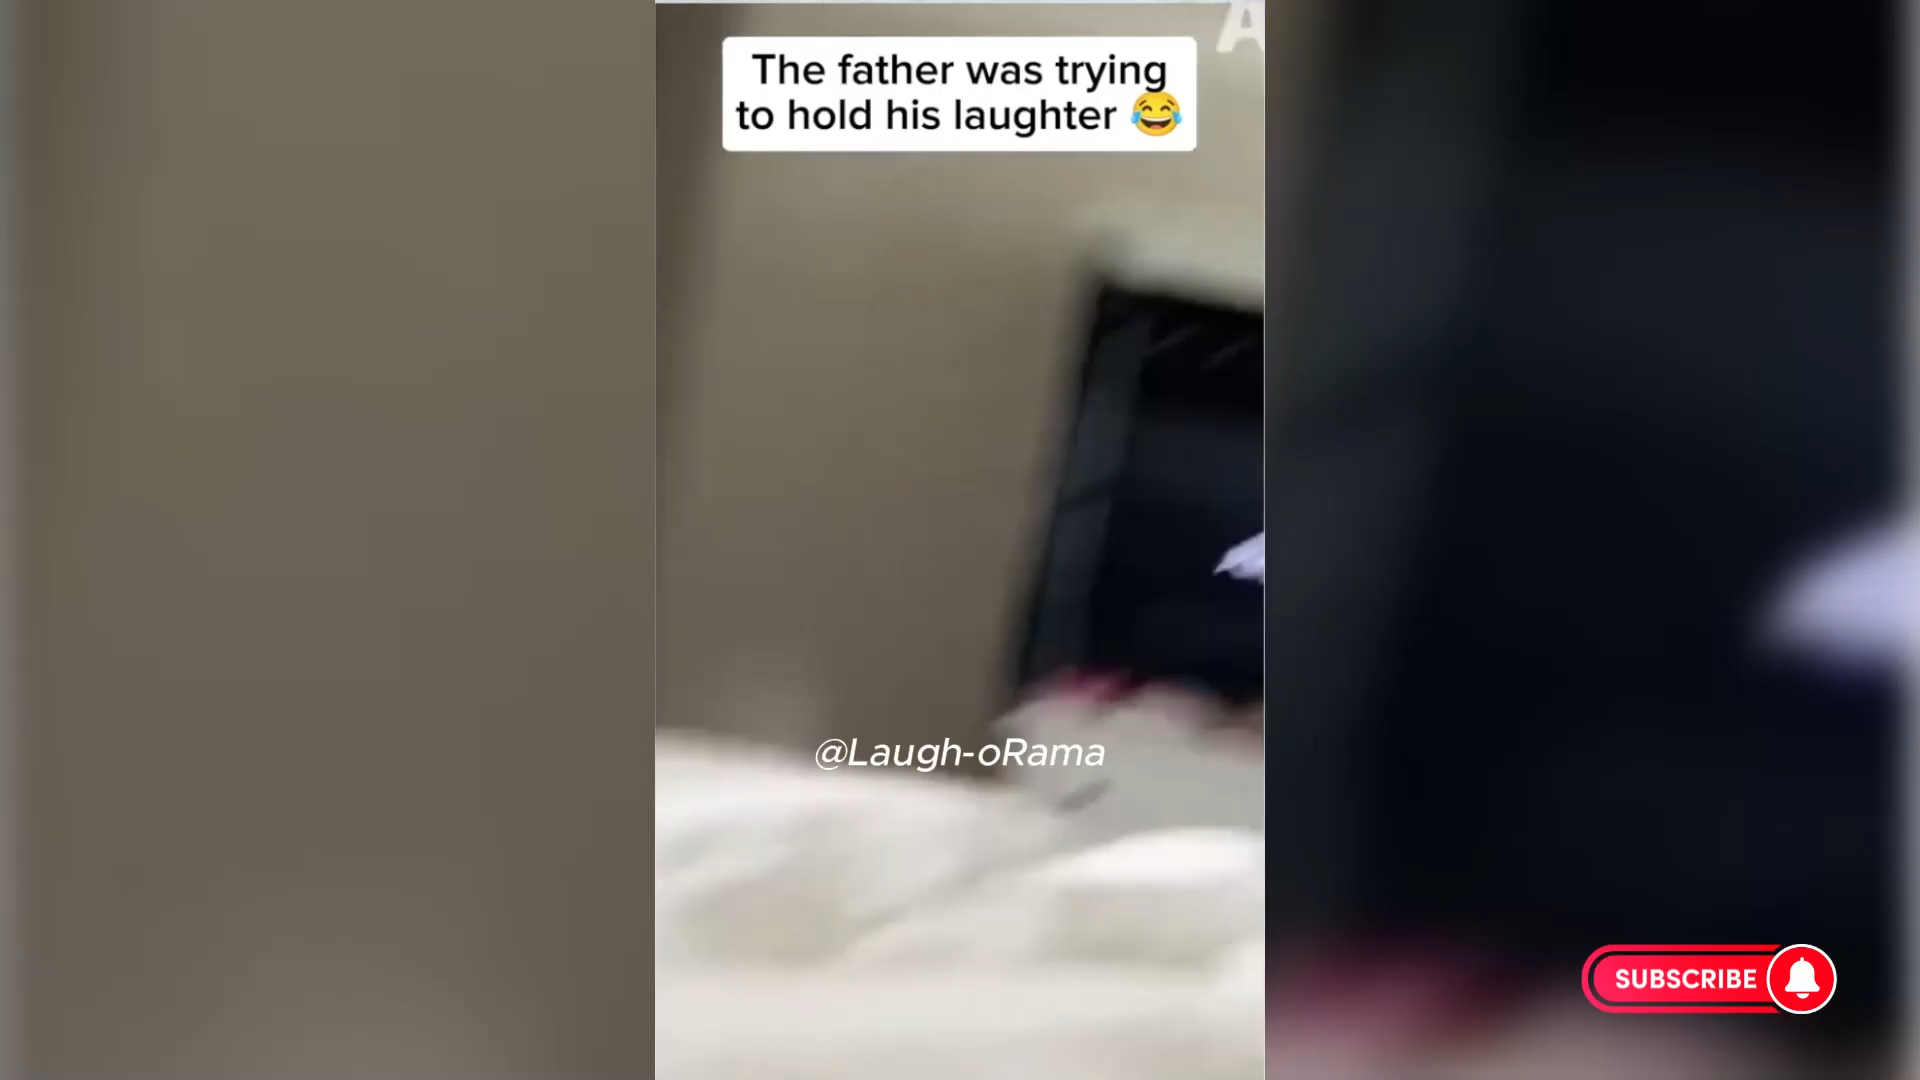 A
The father was trying
to hold his laughter 😂
@Laugh-oRama
SUBSCRIBE